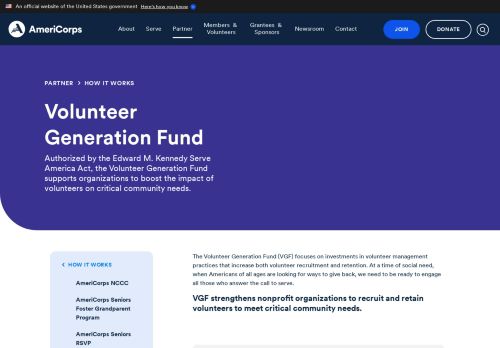 An official website of the United States government Here's how you know
AmeriCorps
About Serve Partner Members & Volunteers Grantees & Sponsors Newsroom Contact JOIN DONATE
PARTNER > HOW IT WORKS
Volunteer
Generation Fund
Authorized by the Edward M. Kennedy Serve
America Act, the Volunteer Generation Fund
supports organizations to boost the impact of
volunteers on critical community needs.
HOW IT WORKS
AmeriCorps NCCC
AmeriCorps Seniors
Foster Grandparent
Program
AmeriCorps Seniors
RSVP
The Volunteer Generation Fund (VGF) focuses on investments in volunteer management
practices that increase both volunteer recruitment and retention. At a time of social need,
when Americans of all ages are looking for ways to give back, we need to be ready to engage
all those who answer the call to serve.
VGF strengthens nonprofit organizations to recruit and retain
volunteers to meet critical community needs.